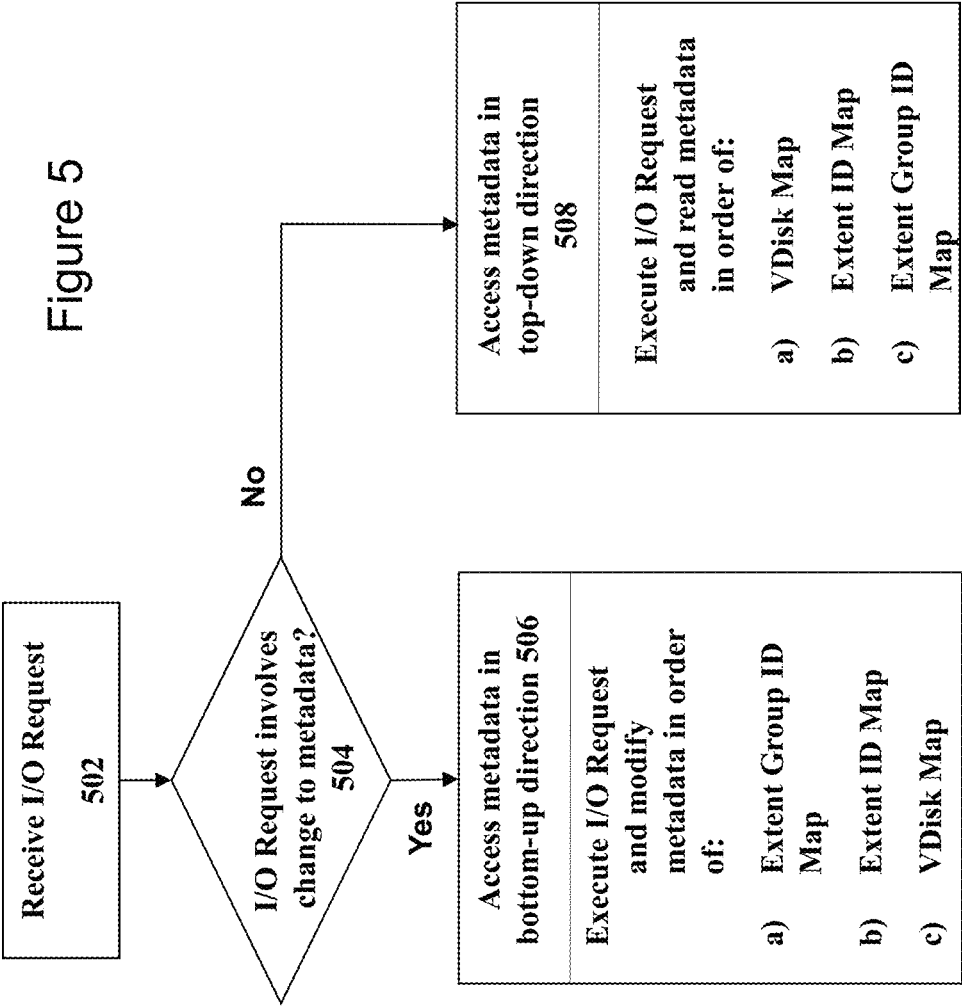 Figure 5
Receive I/O Request
502
I/O Request involves
change to metadata?
504
Yes
No
Access metadata in
bottom-up direction 506
Execute I/O Request
and modify
metadata in order
of:
a) Extent Group ID
Map
b) Extent ID Map
c) VDisk Map
Access metadata in
top-down direction
508
Execute I/O Request
and read metadata
in order of:
a) VDisk Map
b) Extent ID Map
c) Extent Group ID
Map